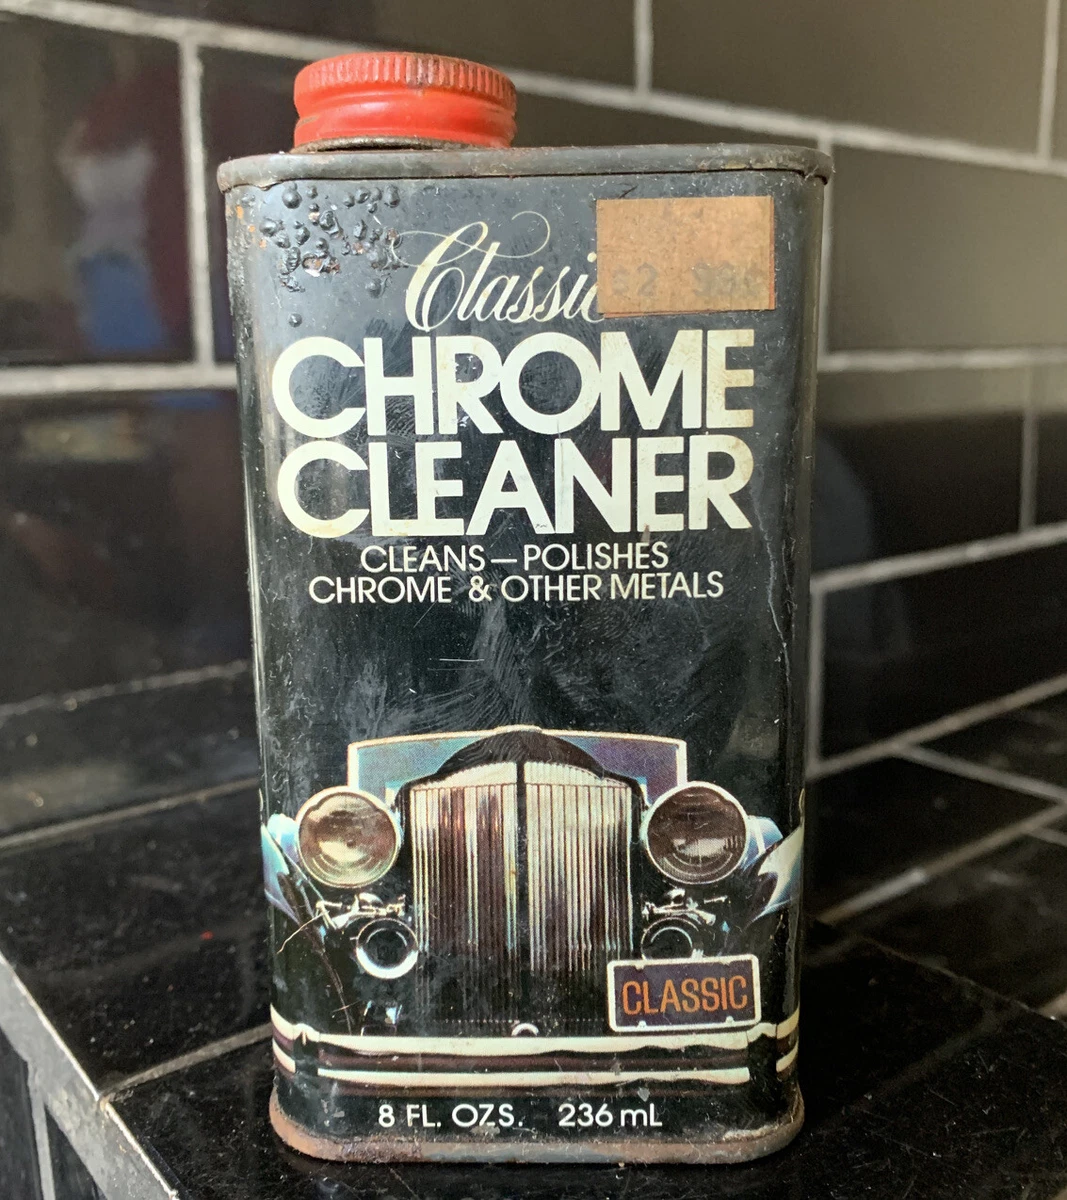 Classic
CHROME
CLEANER
CLEANS—POLISHES
CHROME & OTHER METALS
CLASSIC
8 FL. OZS. 236 mL